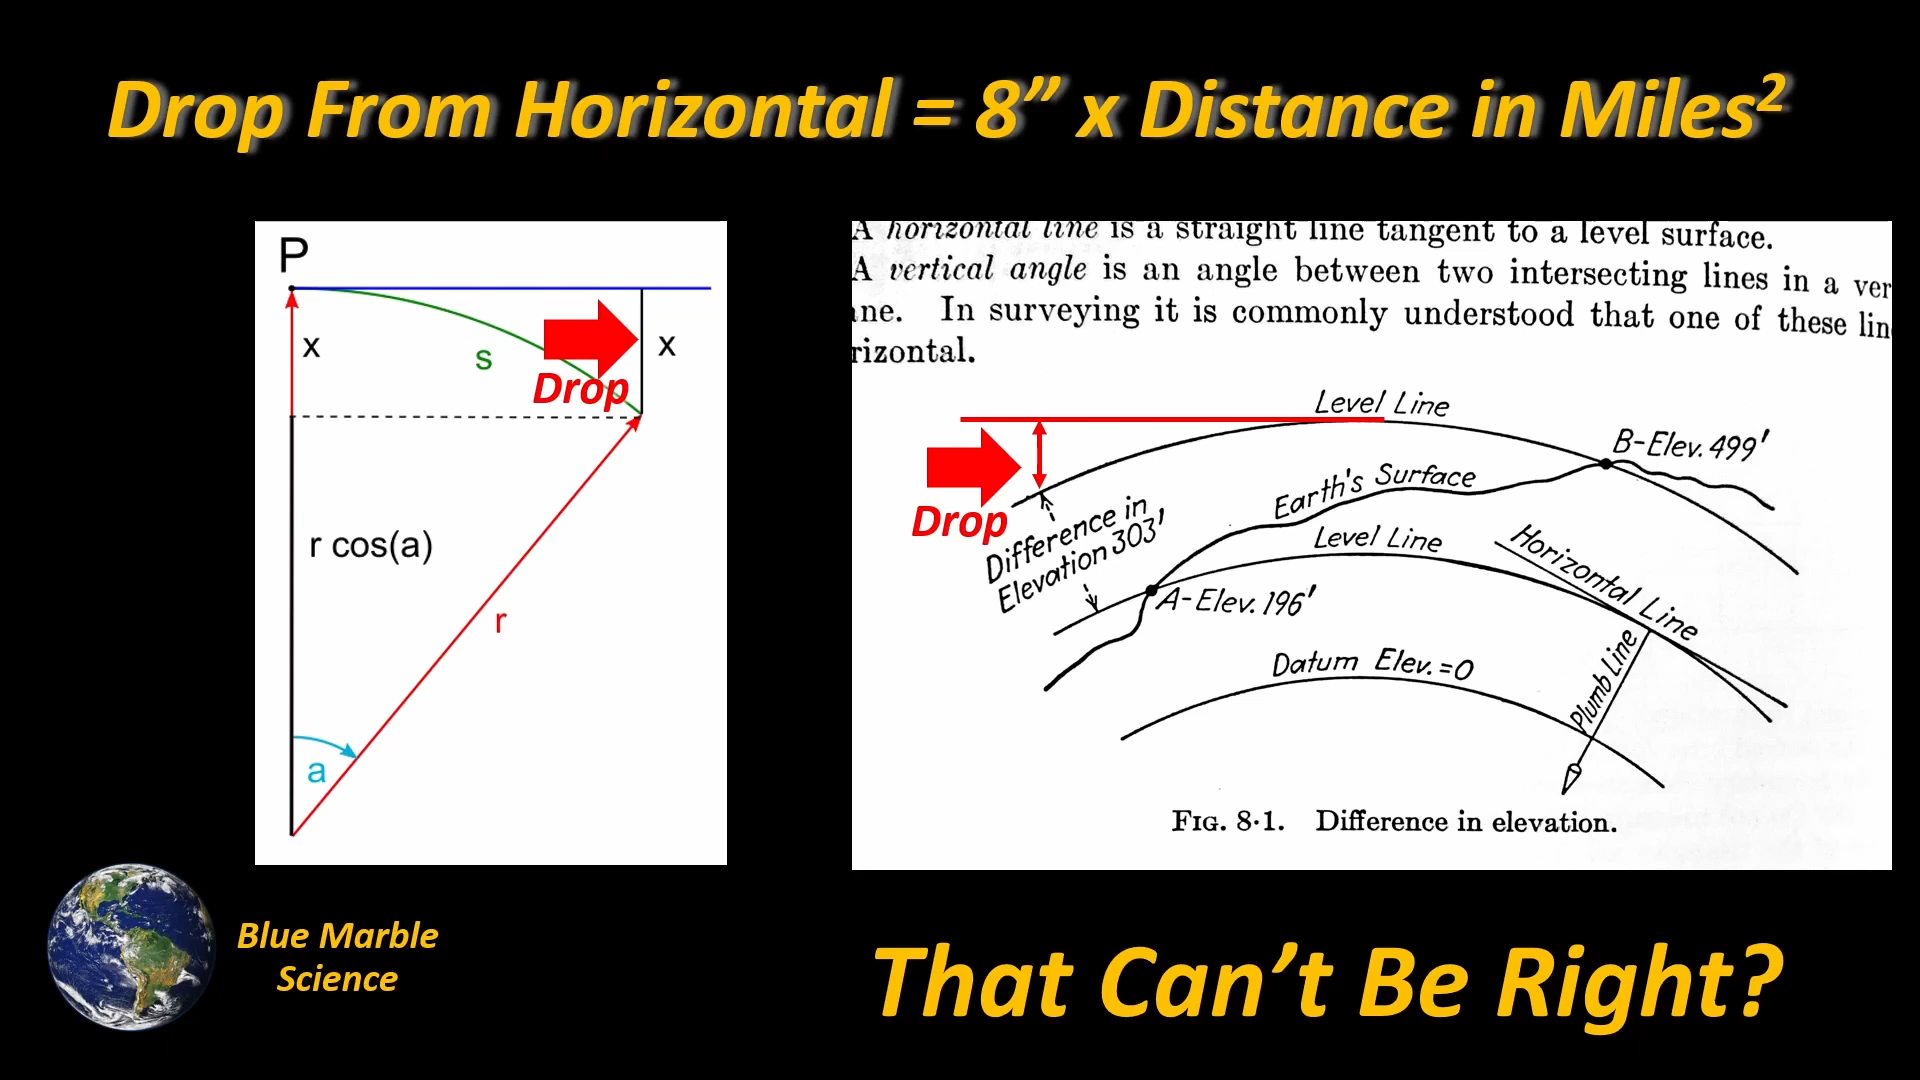 Drop From Horizontal = 8” x Distance in Miles²
P
x
s
x
Drop
r cos(a)
r
a
A horizontal line is a straight line tangent to a level surface.
A vertical angle is an angle between two intersecting lines in a ver
ne. In surveying it is commonly understood that one of these lin
rizontal.
Level Line
B-Elev. 499'
Drop
Earth's Surface
Difference in
Elevation 303'
Level Line
Horizontal Line
A-Elev. 196'
Plumb Line
Datum Elev. = 0
Fig. 8·1. Difference in elevation.
Blue Marble
Science
That Can’t Be Right?